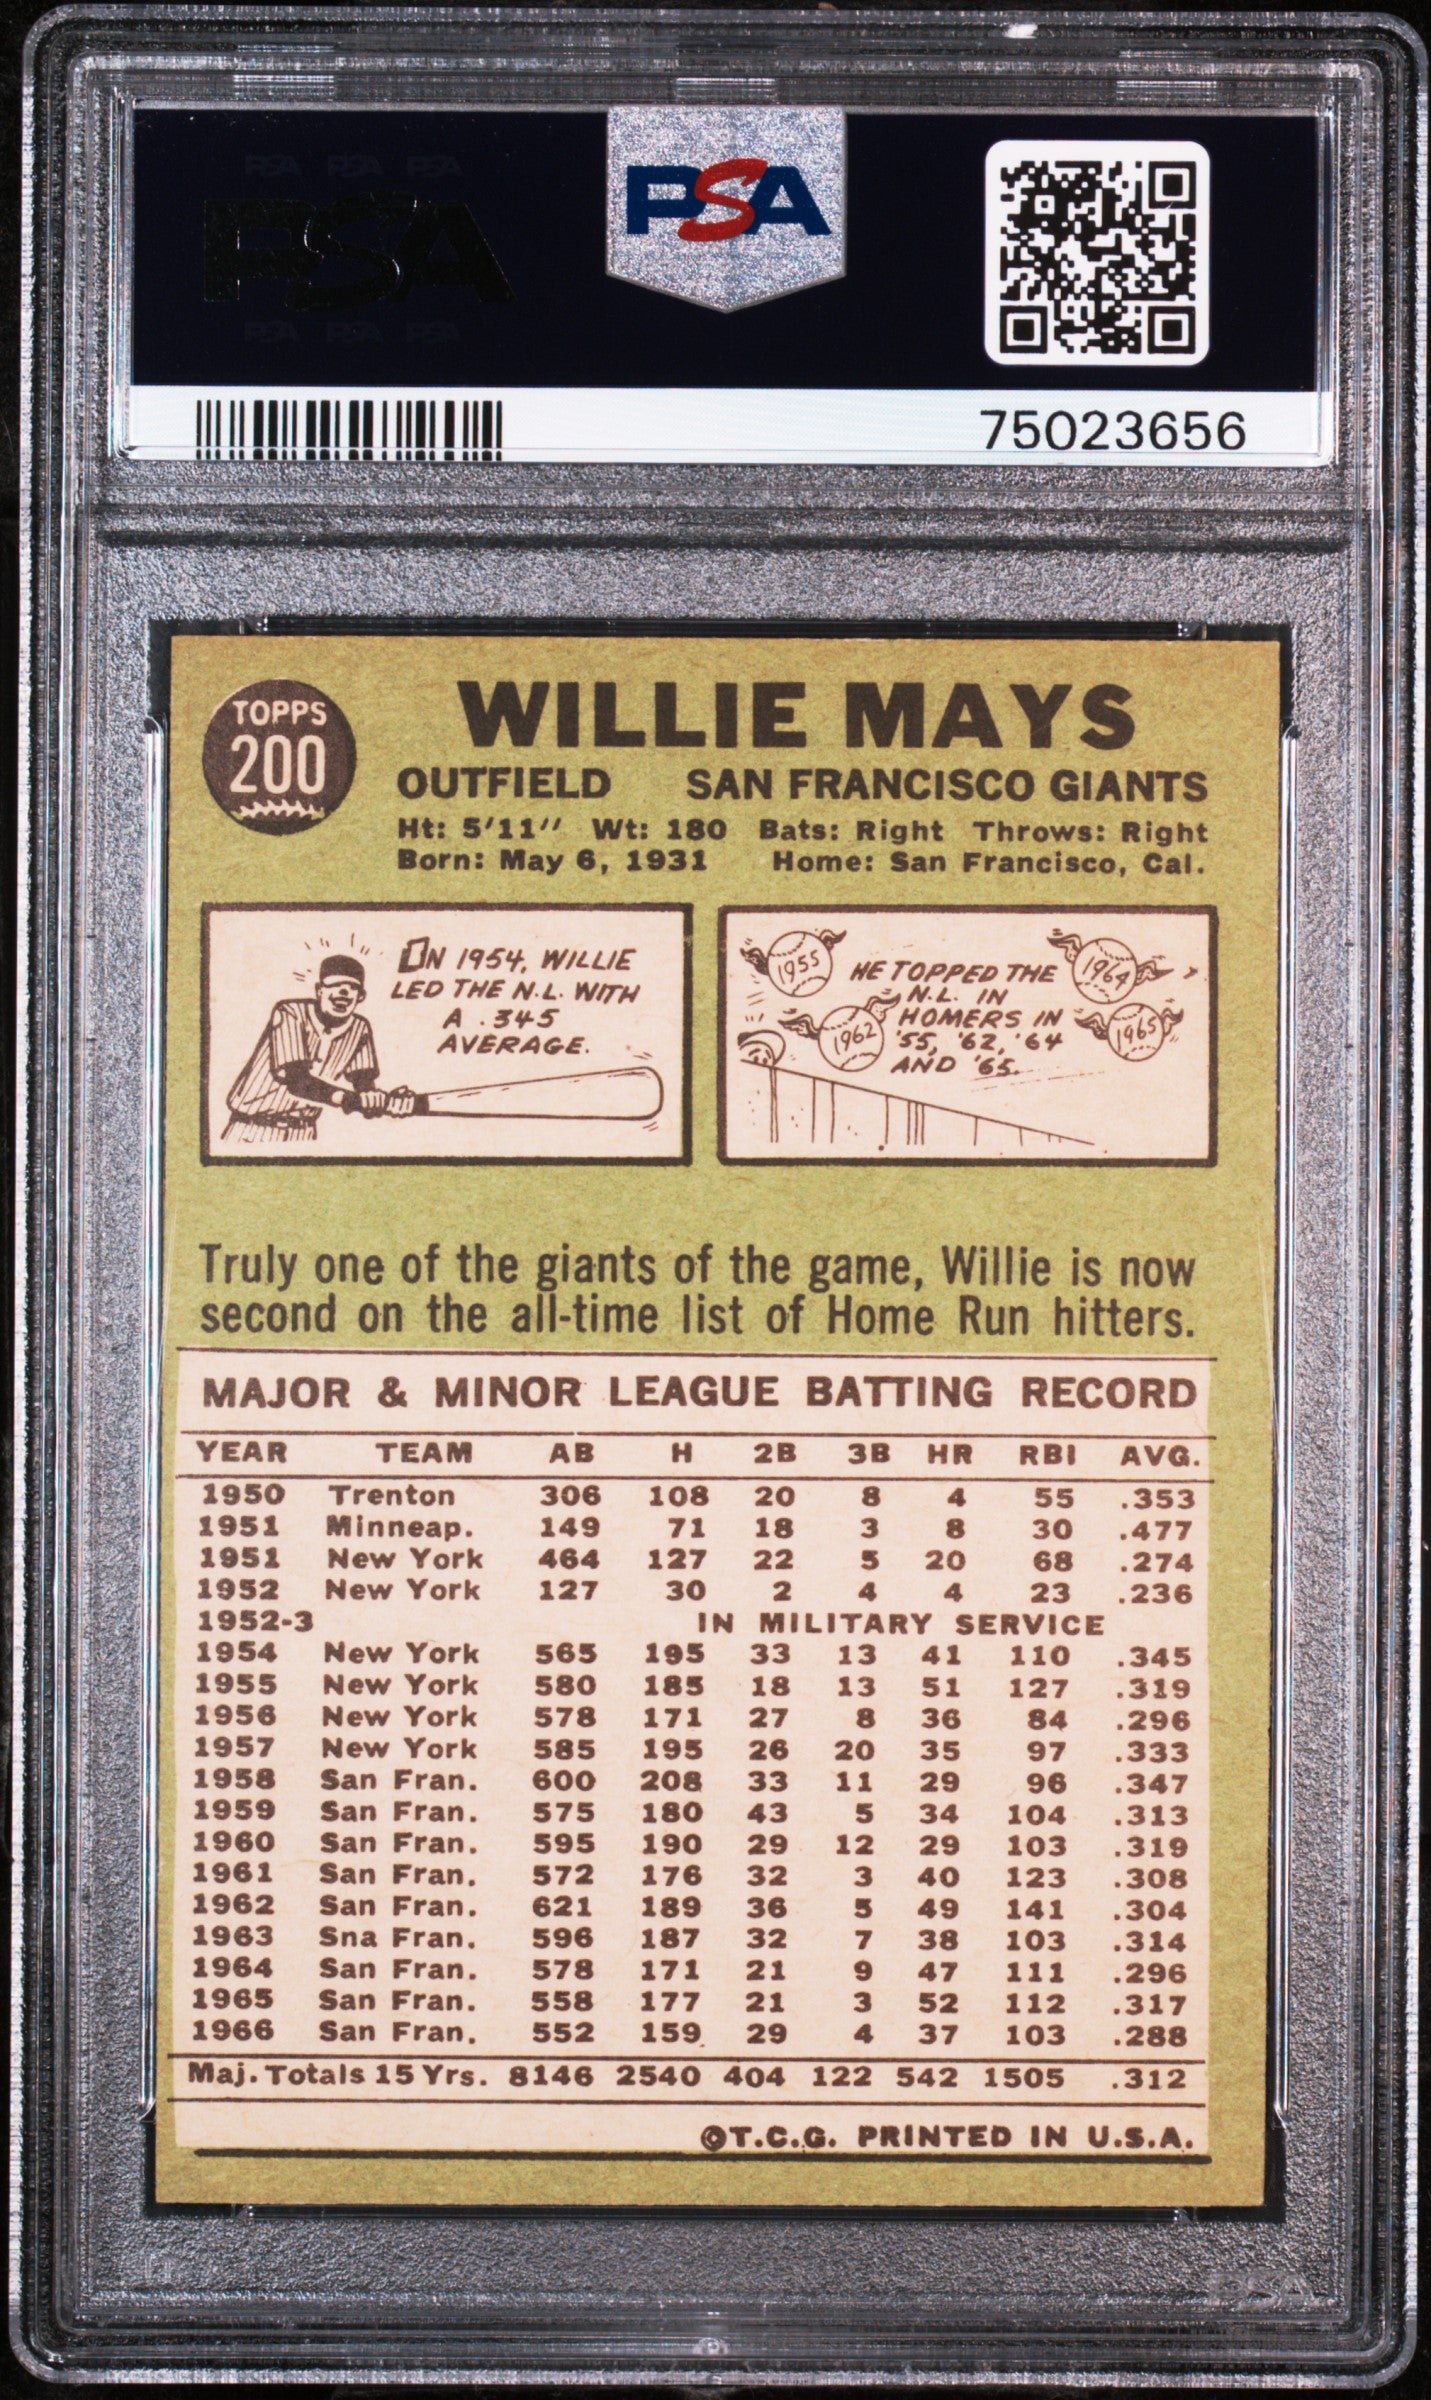 PSA PSA PSA
PSA
PSA PSA PSA
PSA
75023656
TOPPS
200
WILLIE MAYS
OUTFIELD SAN FRANCISCO GIANTS
Ht: 5'11'' Wt: 180 Bats: Right Throws: Right
Born: May 6, 1931 Home: San Francisco, Cal.
ON 1954, WILLIE
LED THE N.L. WITH
A .345
AVERAGE.
1955
HE TOPPED THE
N.L. IN
HOMERS IN
'55, '62, '64
AND '65.
1964
1962
1965
Truly one of the giants of the game, Willie is now
second on the all-time list of Home Run hitters.
MAJOR & MINOR LEAGUE BATTING RECORD
YEAR TEAM AB H 2B 3B HR RBI AVG.
1950 Trenton 306 108 20 8 4 55 .353
1951 Minneap. 149 71 18 3 8 30 .477
1951 New York 464 127 22 5 20 68 .274
1952 New York 127 30 2 4 4 23 .236
1952-3 IN MILITARY SERVICE
1954 New York 565 195 33 13 41 110 .345
1955 New York 580 185 18 13 51 127 .319
1956 New York 578 171 27 8 36 84 .296
1957 New York 585 195 26 20 35 97 .333
1958 San Fran. 600 208 33 11 29 96 .347
1959 San Fran. 575 180 43 5 34 104 .313
1960 San Fran. 595 190 29 12 29 103 .319
1961 San Fran. 572 176 32 3 40 123 .308
1962 San Fran. 621 189 36 5 49 141 .304
1963 Sna Fran. 596 187 32 7 38 103 .314
1964 San Fran. 578 171 21 9 47 111 .296
1965 San Fran. 558 177 21 3 52 112 .317
1966 San Fran. 552 159 29 4 37 103 .288
Maj. Totals 15 Yrs. 8146 2540 404 122 542 1505 .312
©T.C.G. PRINTED IN U.S.A.
PSA